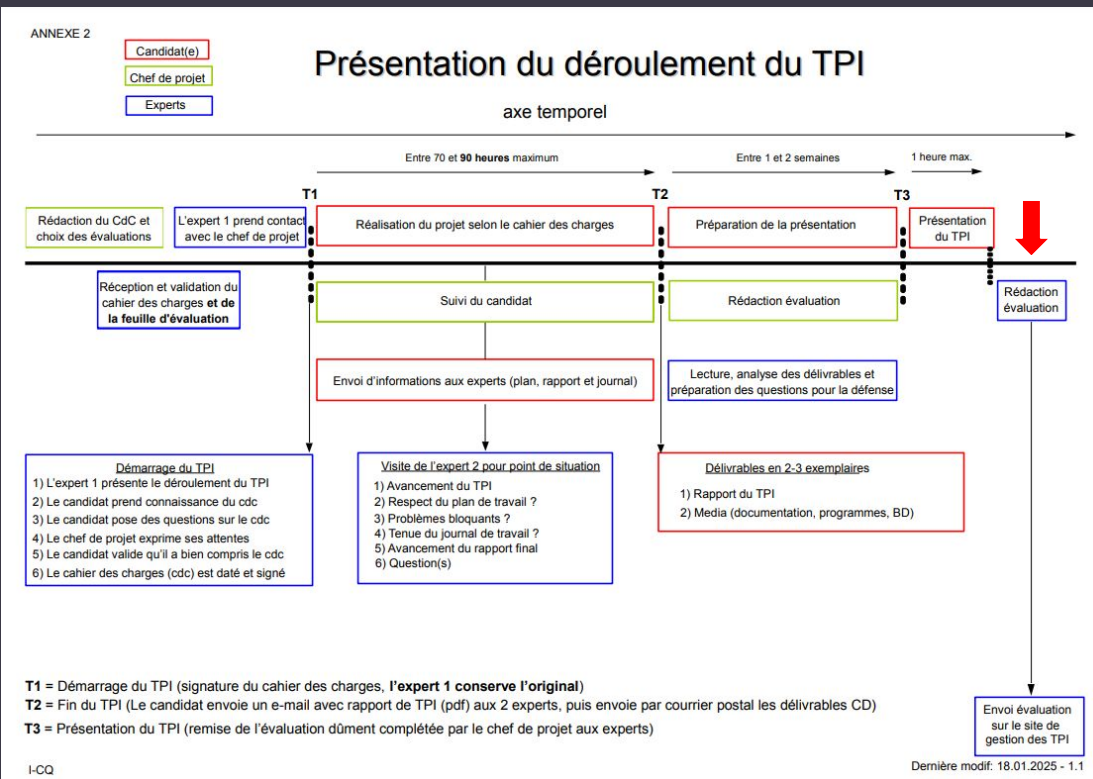 ANNEXE 2
Candidat(e)
Chef de projet
Experts
Présentation du déroulement du TPI
axe temporel
Entre 70 et 90 heures maximum
Entre 1 et 2 semaines
1 heure max.
T1
T2
T3
Rédaction du CdC et
choix des évaluations
L'expert 1 prend contact
avec le chef de projet
Réalisation du projet selon le cahier des charges
Préparation de la présentation
Présentation
du TPI
Réception et validation du
cahier des charges et de
la feuille d'évaluation
Suivi du candidat
Rédaction évaluation
Rédaction
évaluation
Envoi d'informations aux experts (plan, rapport et journal)
Lecture, analyse des délivrables et
préparation des questions pour la défense
Démarrage du TPI
1) L'expert 1 présente le déroulement du TPI
2) Le candidat prend connaissance du cdc
3) Le candidat pose des questions sur le cdc
4) Le chef de projet exprime ses attentes
5) Le candidat valide qu'il a bien compris le cdc
6) Le cahier des charges (cdc) est daté et signé
Visite de l'expert 2 pour point de situation
1) Avancement du TPI
2) Respect du plan de travail ?
3) Problèmes bloquants ?
4) Tenue du journal de travail ?
5) Avancement du rapport final
6) Question(s)
Délivrables en 2-3 exemplaires
1) Rapport du TPI
2) Media (documentation, programmes, BD)
T1 = Démarrage du TPI (signature du cahier des charges, l'expert 1 conserve l'original)
T2 = Fin du TPI (Le candidat envoie un e-mail avec rapport de TPI (pdf) aux 2 experts, puis envoie par courrier postal les délivrables CD)
T3 = Présentation du TPI (remise de l'évaluation dûment complétée par le chef de projet aux experts)
Envoi évaluation
sur le site de
gestion des TPI
I-CQ
Dernière modif: 18.01.2025 - 1.1